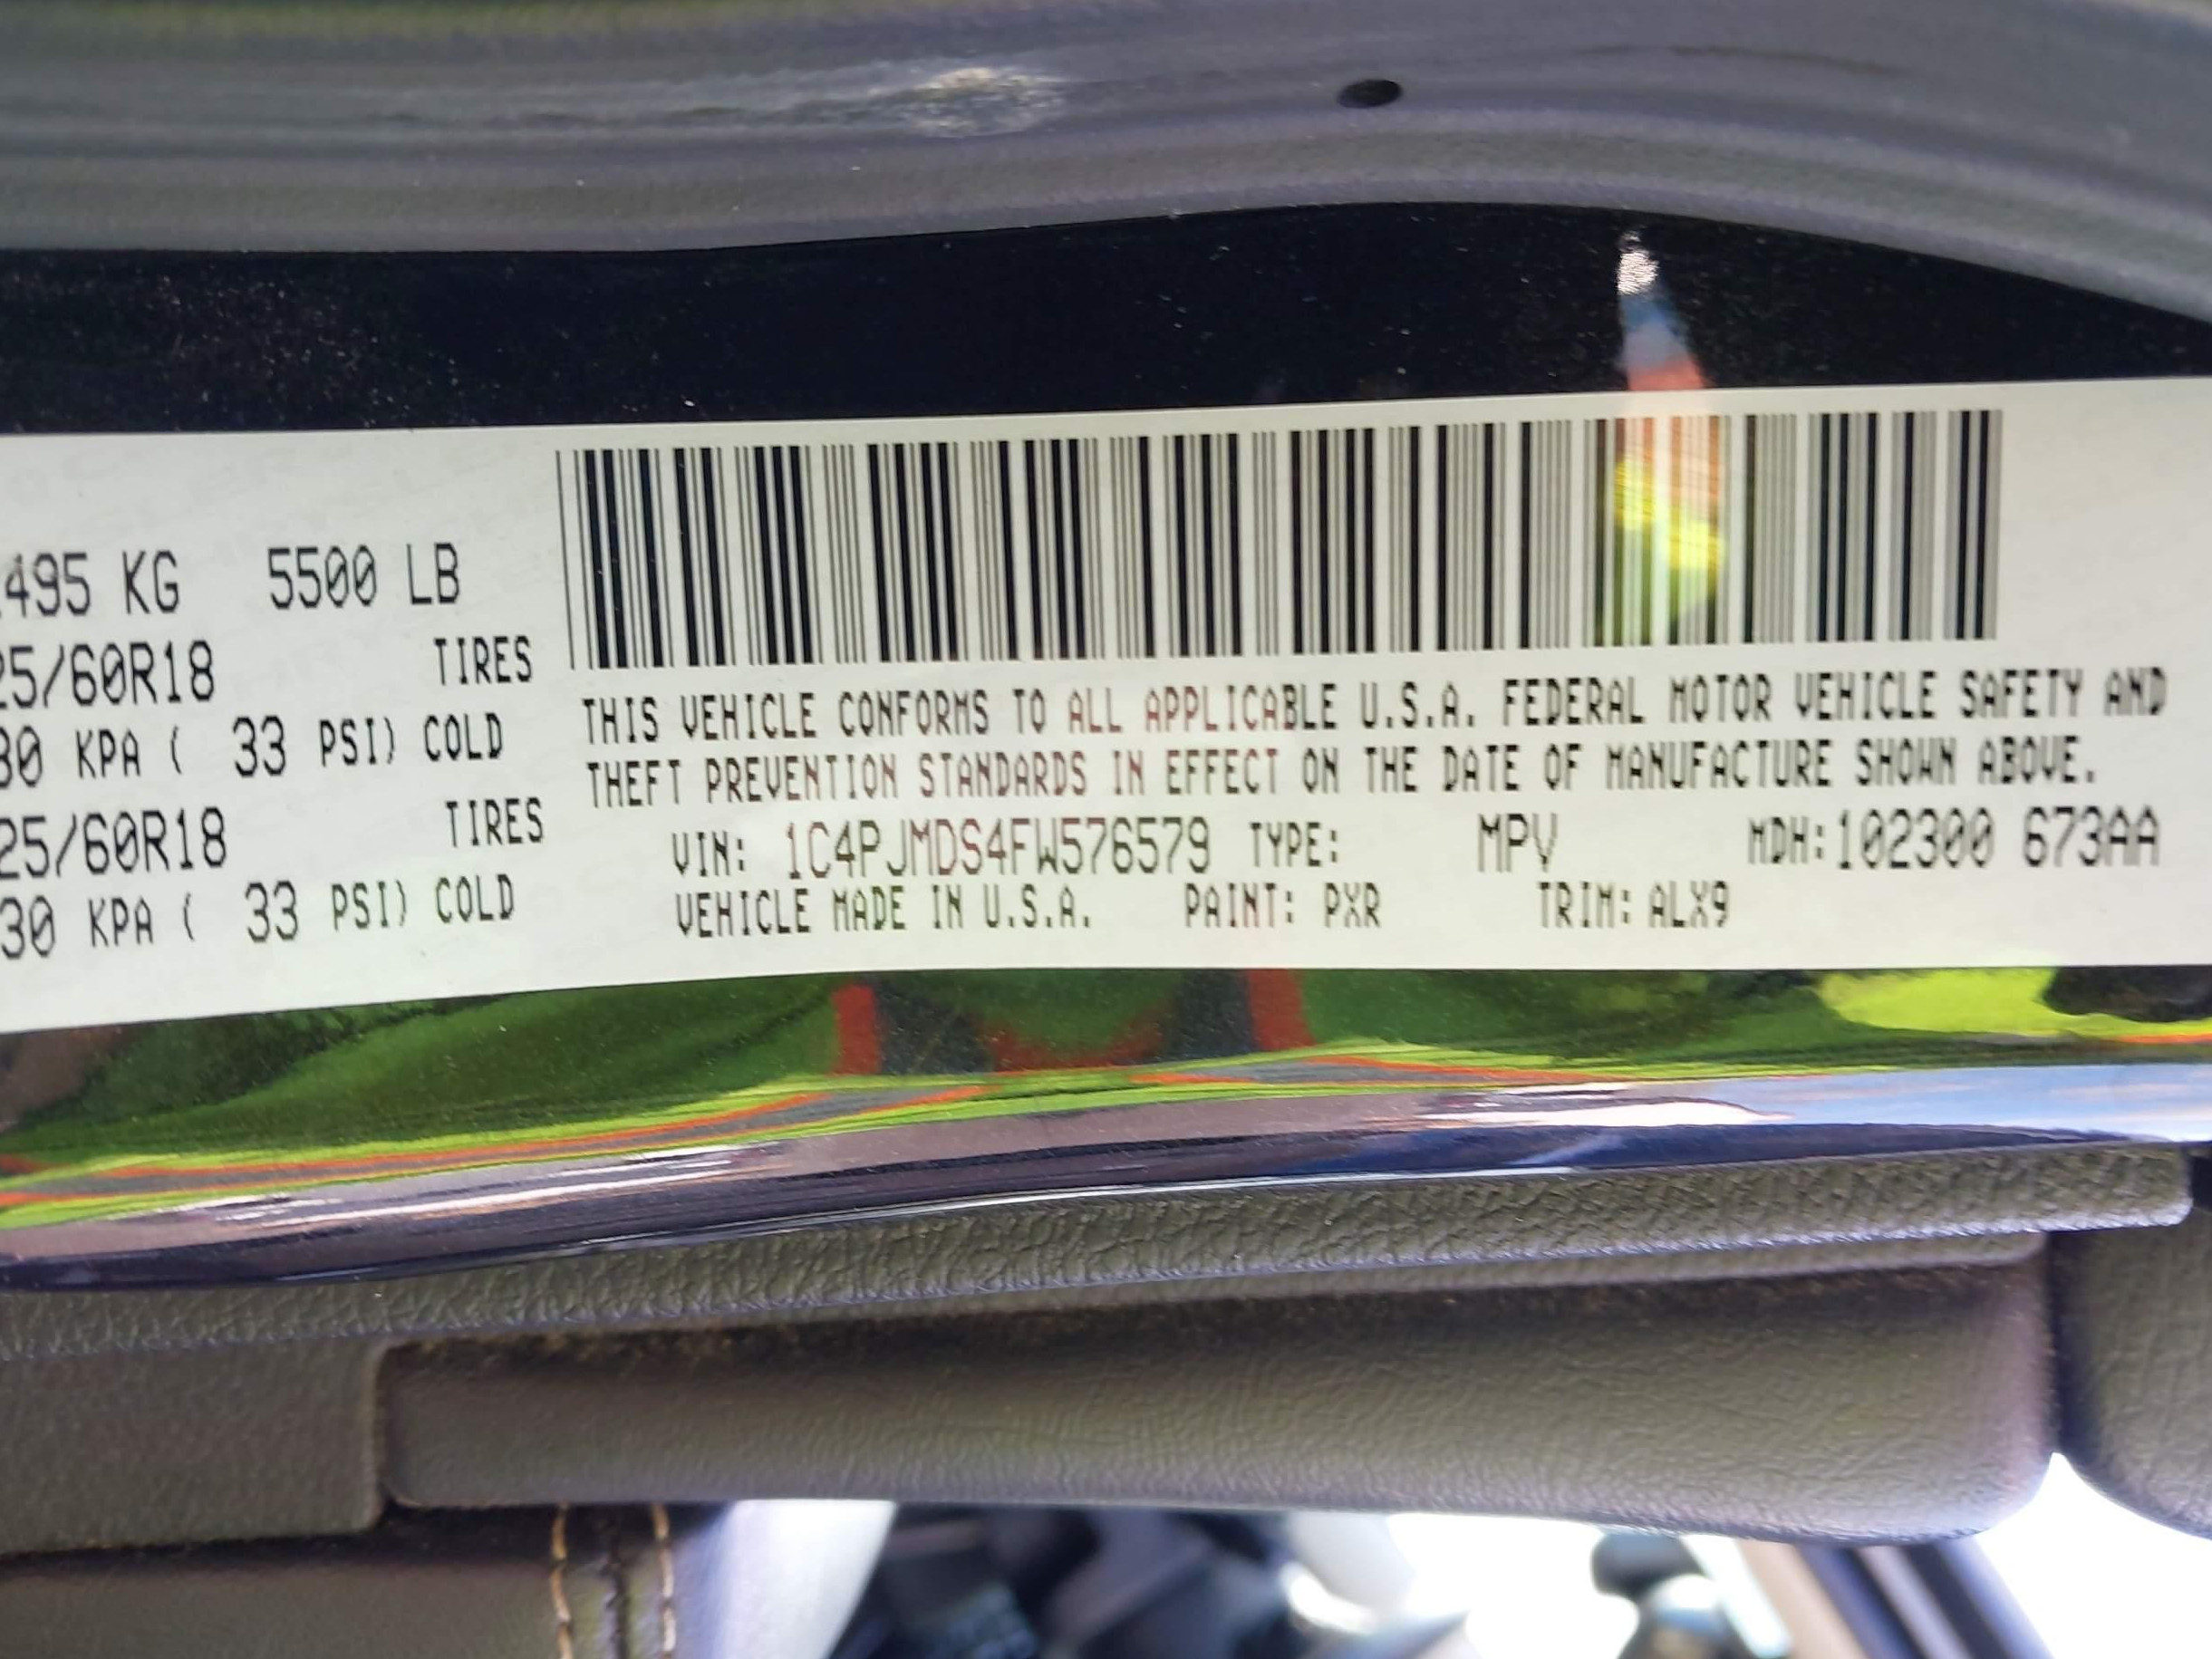 495 KG 5500 LB
25/60R18 TIRES
30 KPA ( 33 PSI) COLD
25/60R18 TIRES
30 KPA ( 33 PSI) COLD
THIS VEHICLE CONFORMS TO ALL APPLICABLE U.S.A. FEDERAL MOTOR VEHICLE SAFETY AND
THEFT PREVENTION STANDARDS IN EFFECT ON THE DATE OF MANUFACTURE SHOWN ABOVE.
VIN: 1C4PJMDS4FW576579 TYPE: MPV MDH:102300 673AA
VEHICLE MADE IN U.S.A. PAINT: PXR TRIM: ALX9